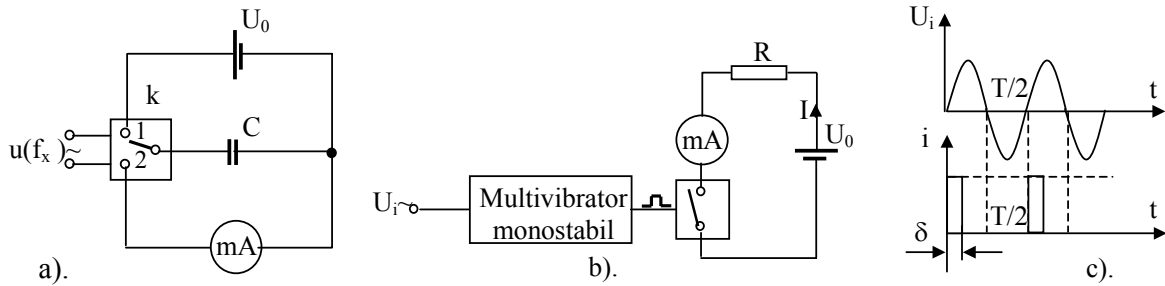 U₀
k
1
C
u(fₓ)~
2
mA
a).
R
I
U₀
mA
Uᵢ~
Multivibrator
monostabil
b).
Uᵢ
T/2
t
i
T/2
t
δ
c).